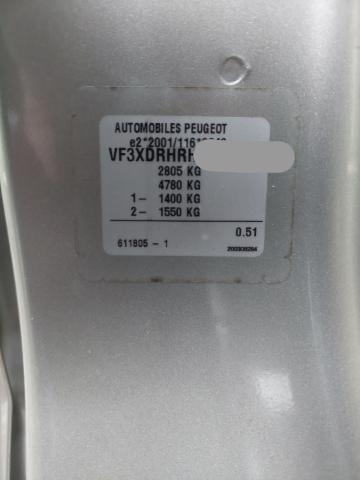 AUTOMOBILES PEUGEOT
e2*2001/116*
VF3XDRHRH
2805 KG
4780 KG
1- 1400 KG
2- 1550 KG
0.51
611805 - 1